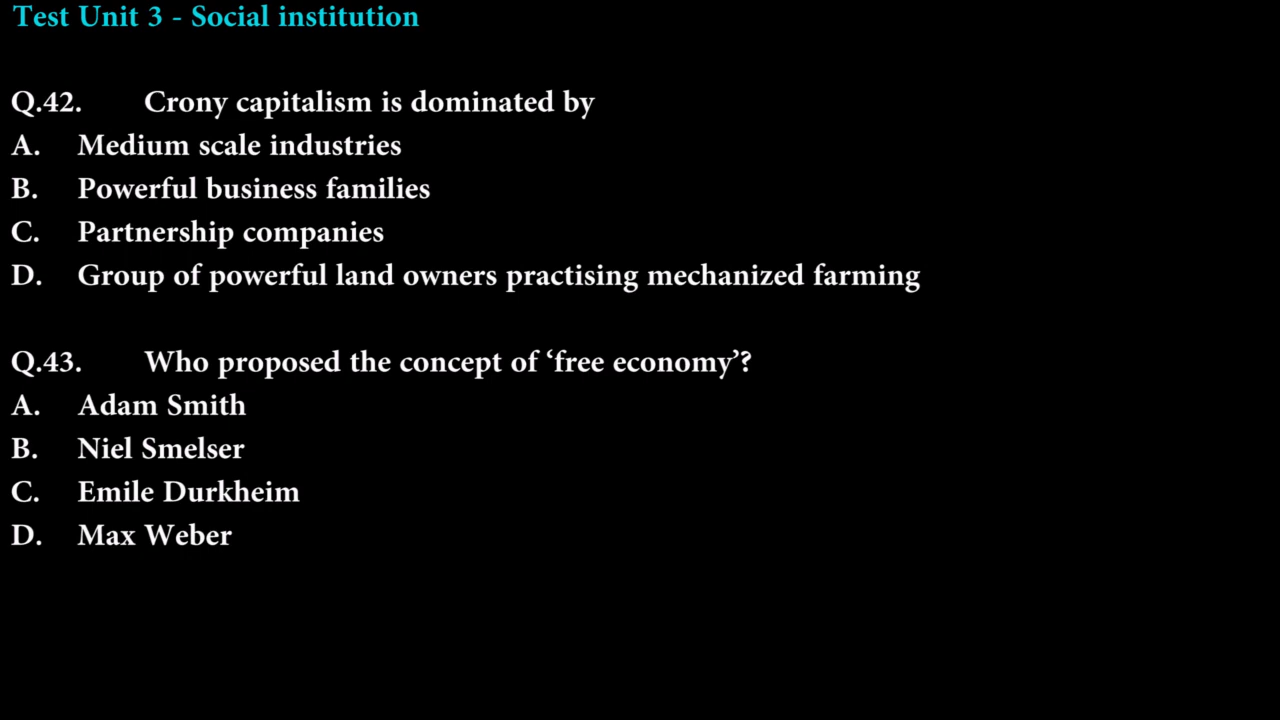 Test Unit 3 - Social institution
Q.42. Crony capitalism is dominated by
A. Medium scale industries
B. Powerful business families
C. Partnership companies
D. Group of powerful land owners practising mechanized farming
Q.43. Who proposed the concept of ‘free economy’?
A. Adam Smith
B. Niel Smelser
C. Emile Durkheim
D. Max Weber